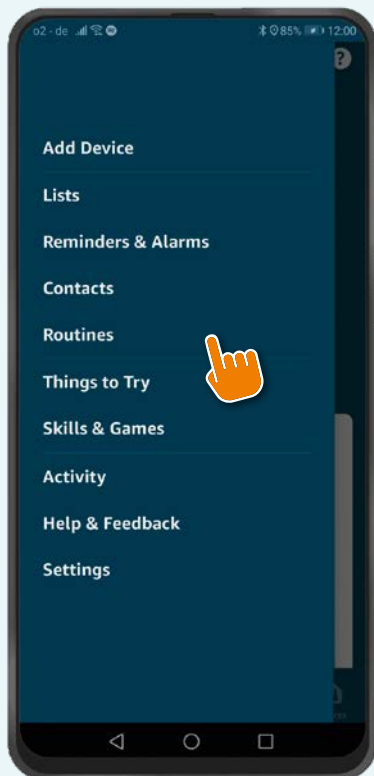 o2 - de 85% 12:00
?
Add Device
Lists
Reminders & Alarms
Contacts
Routines
Things to Try
Skills & Games
Activity
Help & Feedback
Settings